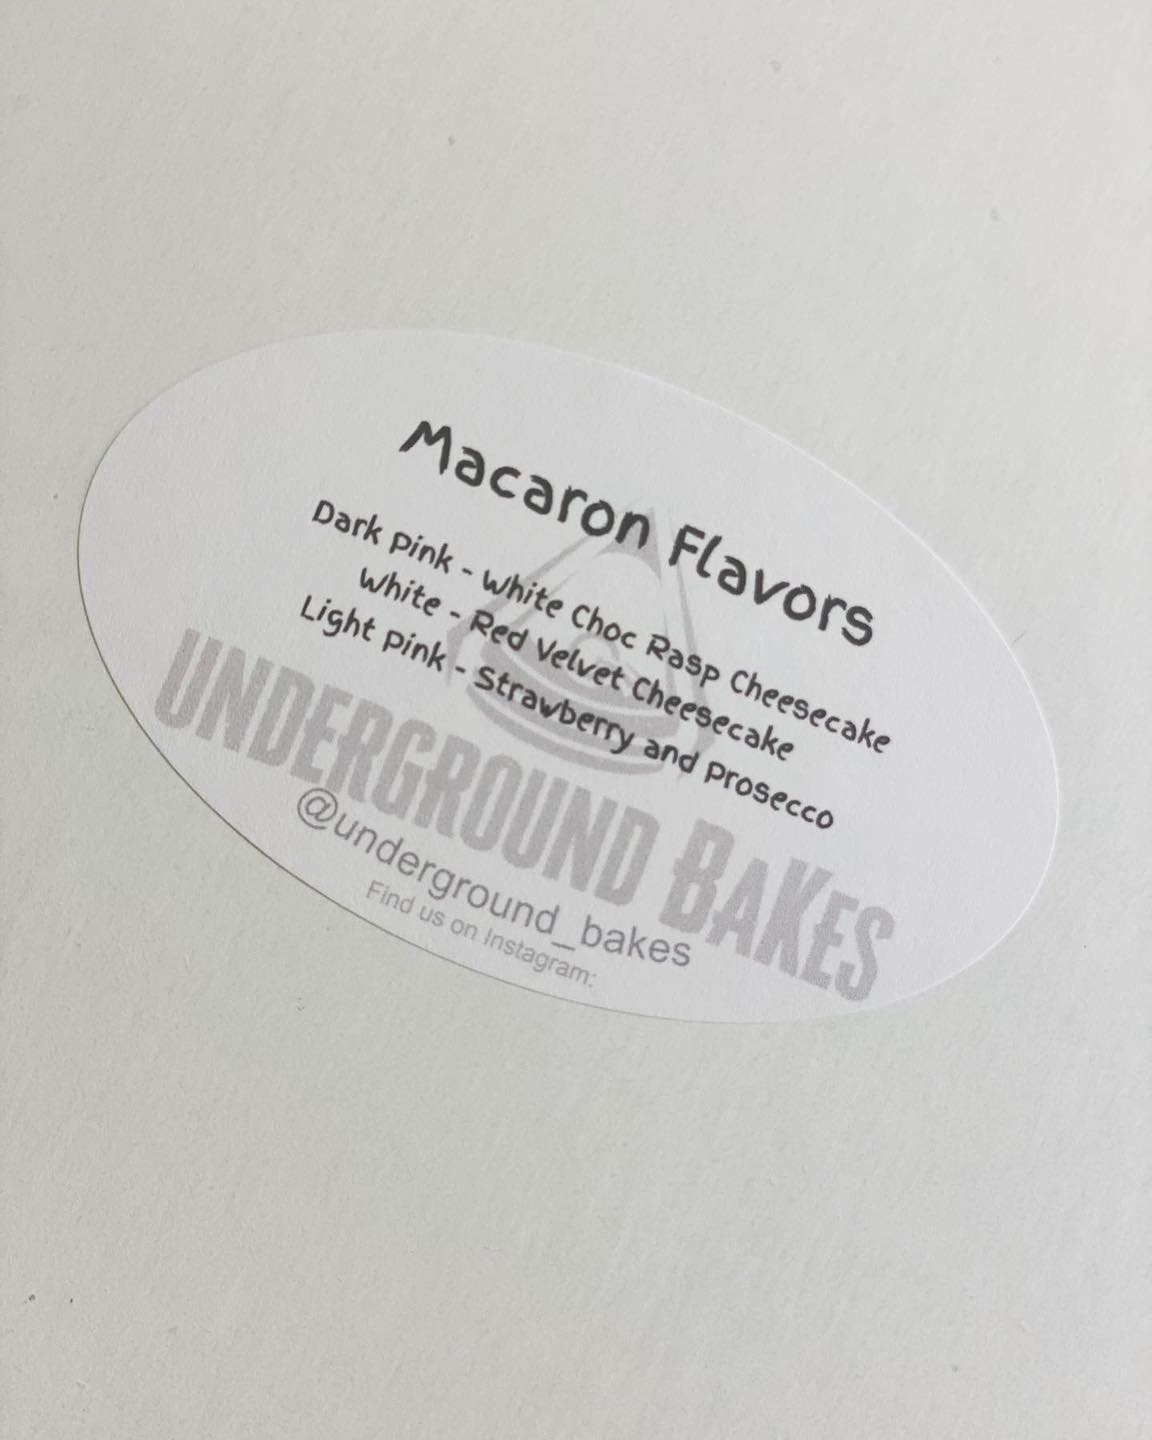 Macaron Flavors
Dark Pink - White Choc Rasp Cheesecake
White - Red Velvet Cheesecake
Light Pink - Strawberry and Prosecco
UNDERGROUND BAKES
@underground_bakes
Find us on Instagram: